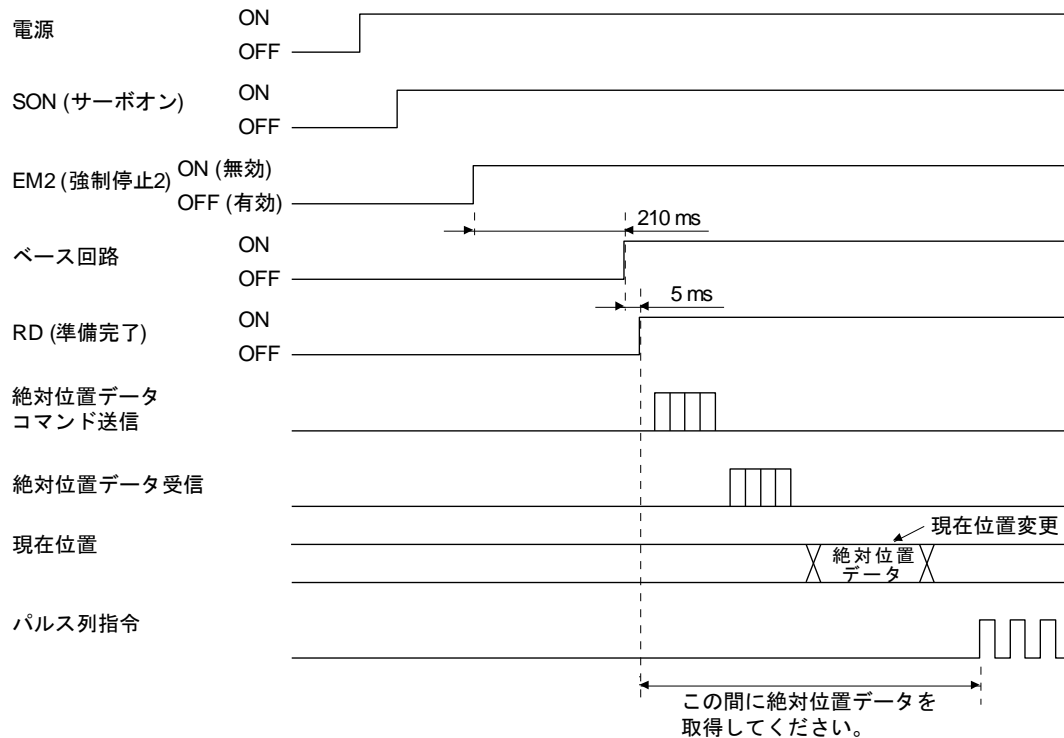 電源
ON
OFF
SON (サーボオン)
ON
OFF
EM2 (強制停止2)
ON (無効)
OFF (有効)
210 ms
ベース回路
ON
OFF
5 ms
RD (準備完了)
ON
OFF
絶対位置データ
コマンド送信
絶対位置データ受信
現在位置変更
現在位置
絶対位置
データ
パルス列指令
この間に絶対位置データを
取得してください。